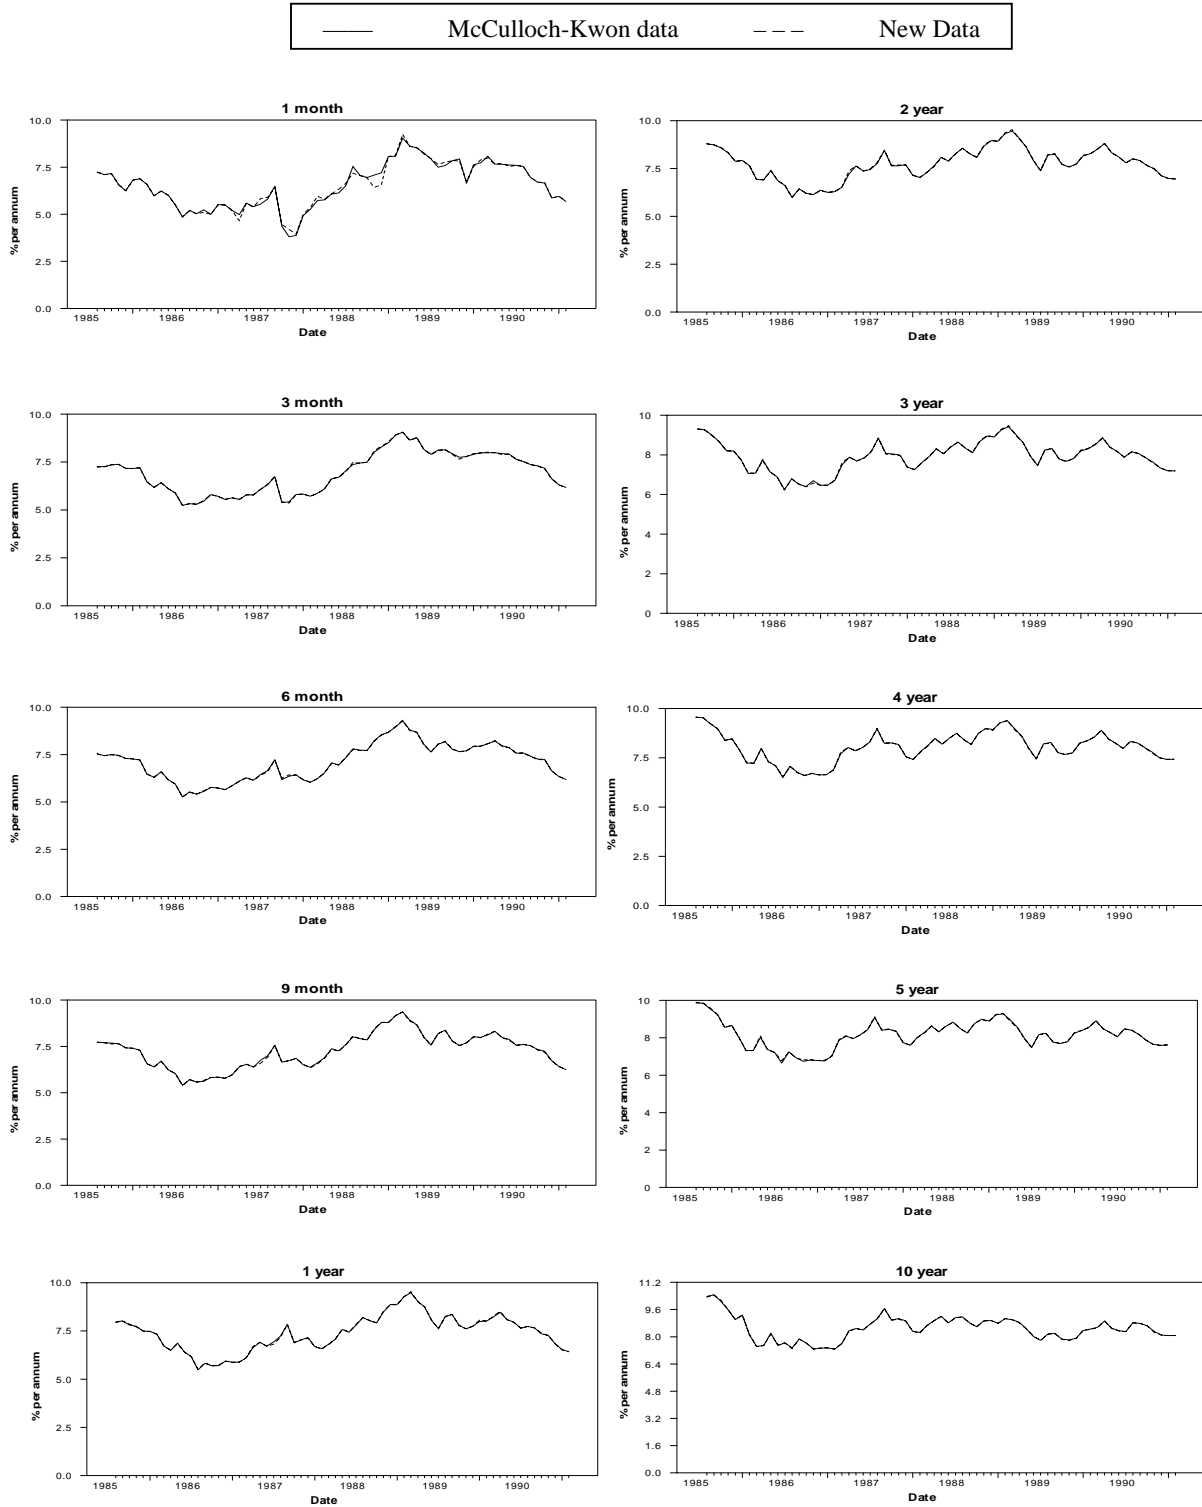 McCulloch-Kwon data New Data
1 month
10.0
7.5
5.0
2.5
0.0
% per annum
1985 1986 1987 1988 1989 1990
Date
2 year
10.0
7.5
5.0
2.5
0.0
% per annum
1985 1986 1987 1988 1989 1990
Date
3 month
10.0
7.5
5.0
2.5
0.0
% per annum
1985 1986 1987 1988 1989 1990
Date
3 year
10
8
6
4
2
0
% per annum
1985 1986 1987 1988 1989 1990
Date
6 month
10.0
7.5
5.0
2.5
0.0
% per annum
1985 1986 1987 1988 1989 1990
Date
4 year
10.0
7.5
5.0
2.5
0.0
% per annum
1985 1986 1987 1988 1989 1990
Date
9 month
10.0
7.5
5.0
2.5
0.0
% per annum
1985 1986 1987 1988 1989 1990
Date
5 year
10
8
6
4
2
0
% per annum
1985 1986 1987 1988 1989 1990
Date
1 year
10.0
7.5
5.0
2.5
0.0
% per annum
1985 1986 1987 1988 1989 1990
Date
10 year
11.2
9.6
8.0
6.4
4.8
3.2
1.6
0.0
% per annum
1985 1986 1987 1988 1989 1990
Date